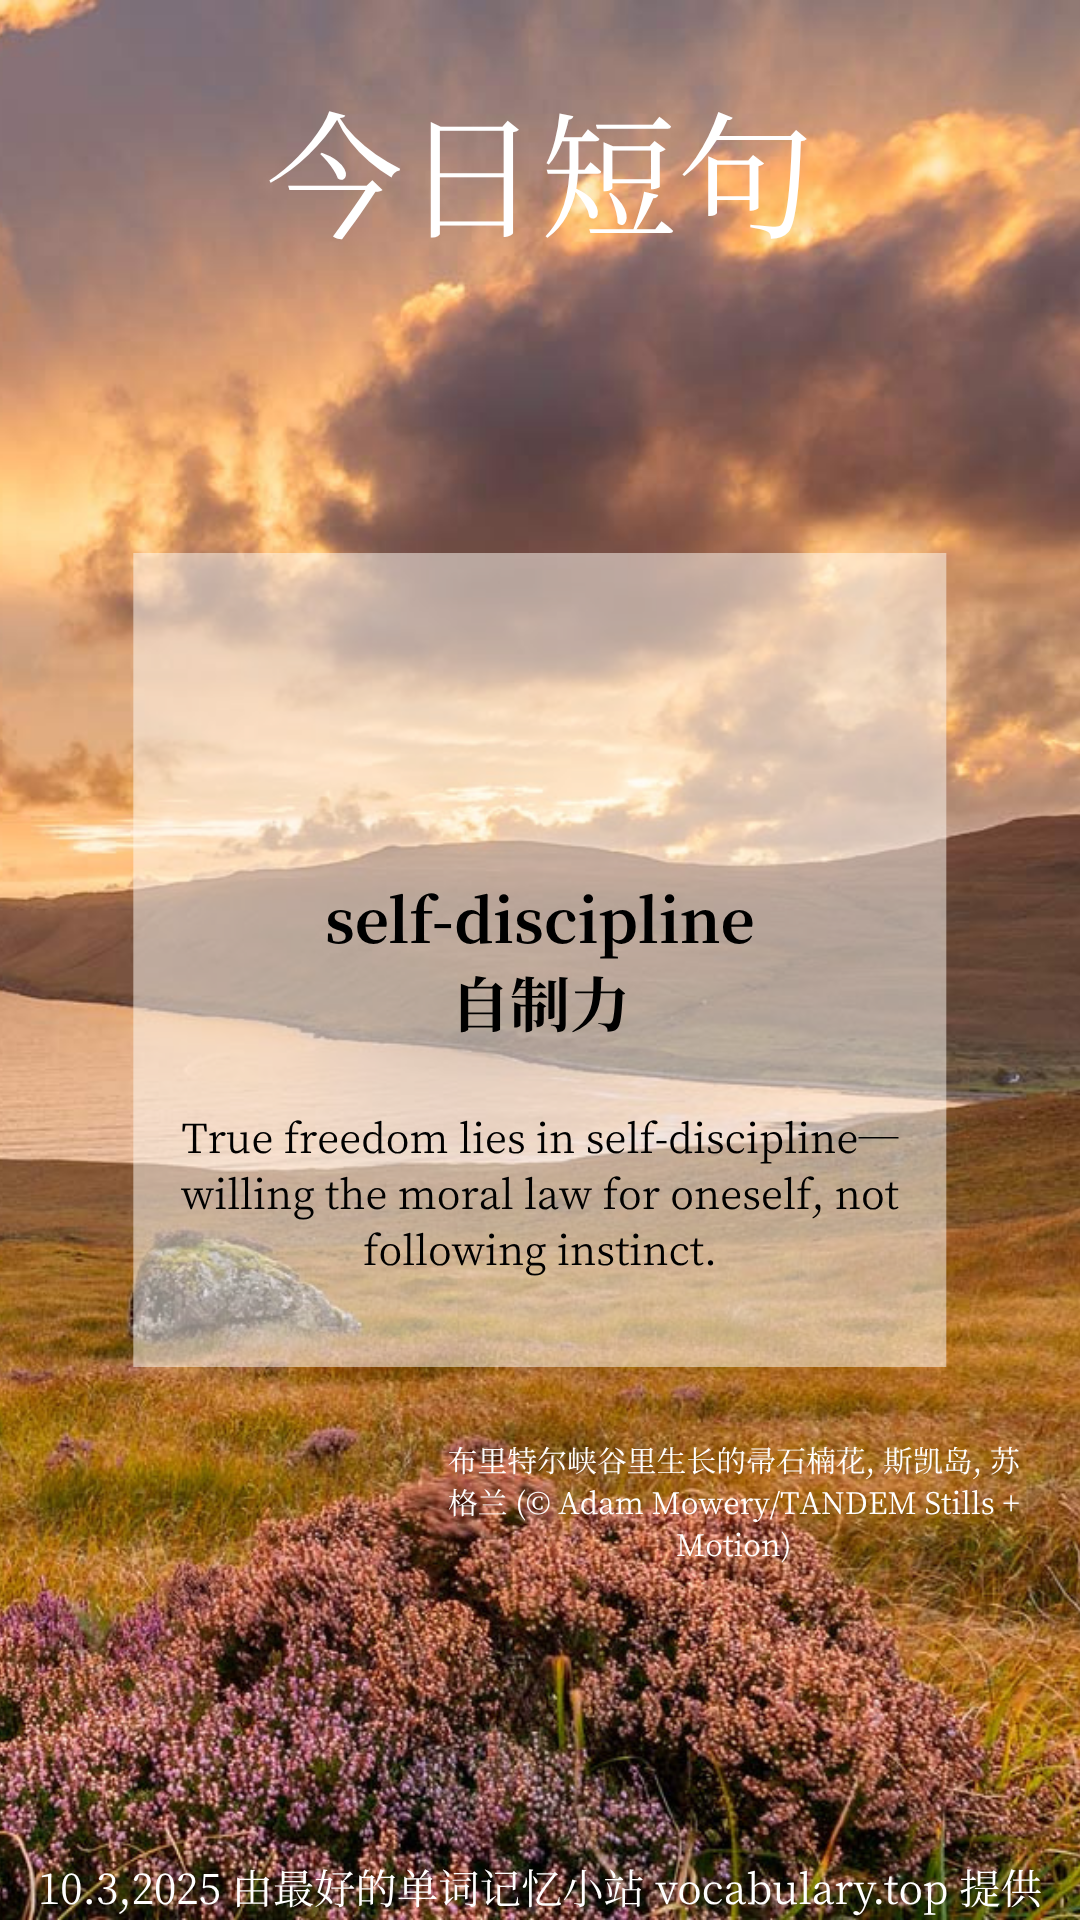 今日短句
self-discipline
自制力
True freedom lies in self-discipline—
willing the moral law for oneself, not
following instinct.
布里特尔峡谷里生长的帚石楠花, 斯凯岛, 苏
格兰 (© Adam Mowery/TANDEM Stills +
Motion)
10.3,2025 由最好的单词记忆小站 vocabulary.top 提供